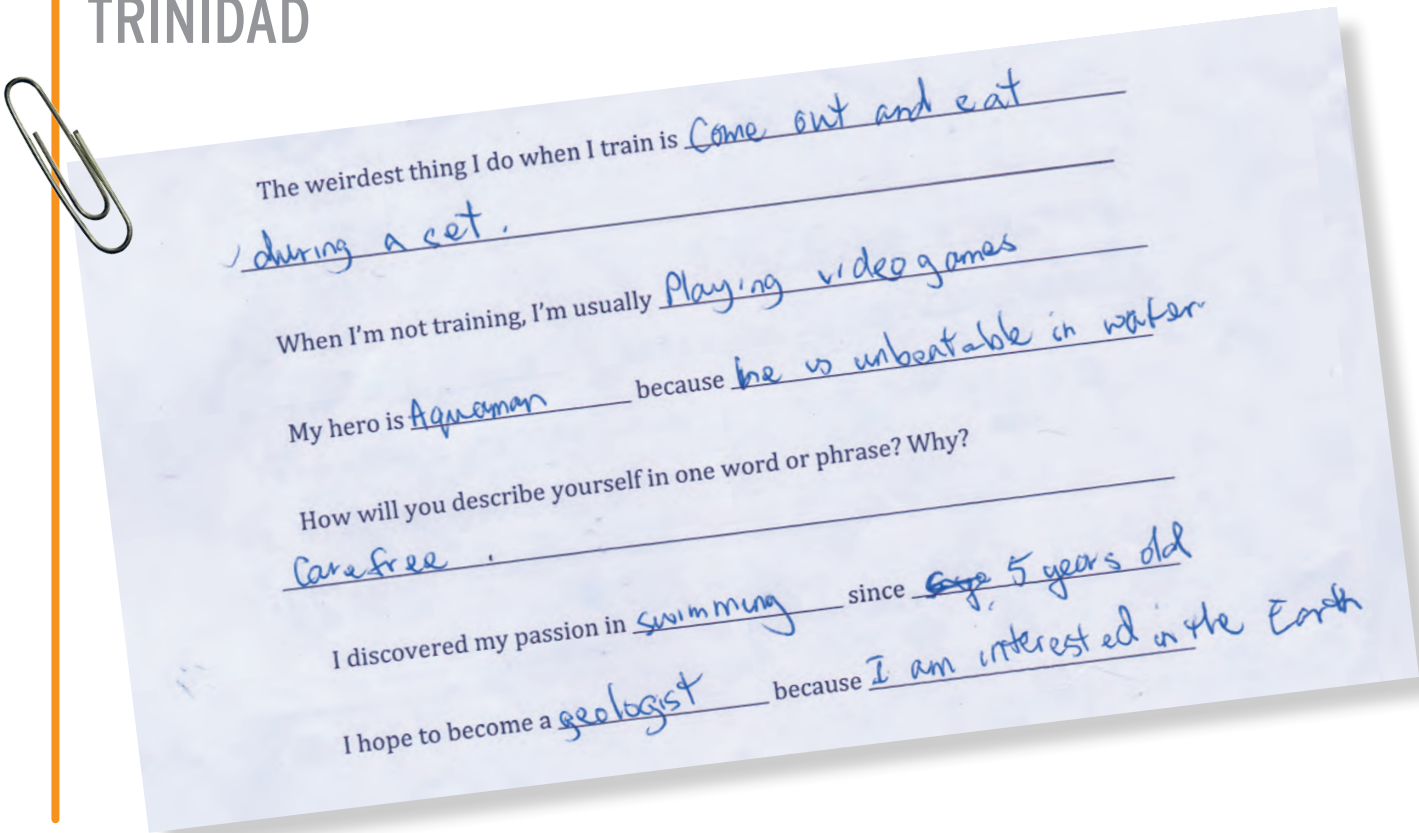 TRINIDAD
The weirdest thing I do when I train is Come out and eat
during a set.
When I'm not training, I'm usually Playing videogames
My hero is Aquaman because he is unbeatable in water.
How will you describe yourself in one word or phrase? Why?
Carefree.
I discovered my passion in swimming since 5 years old
I hope to become a geologist because I am interested in the Earth